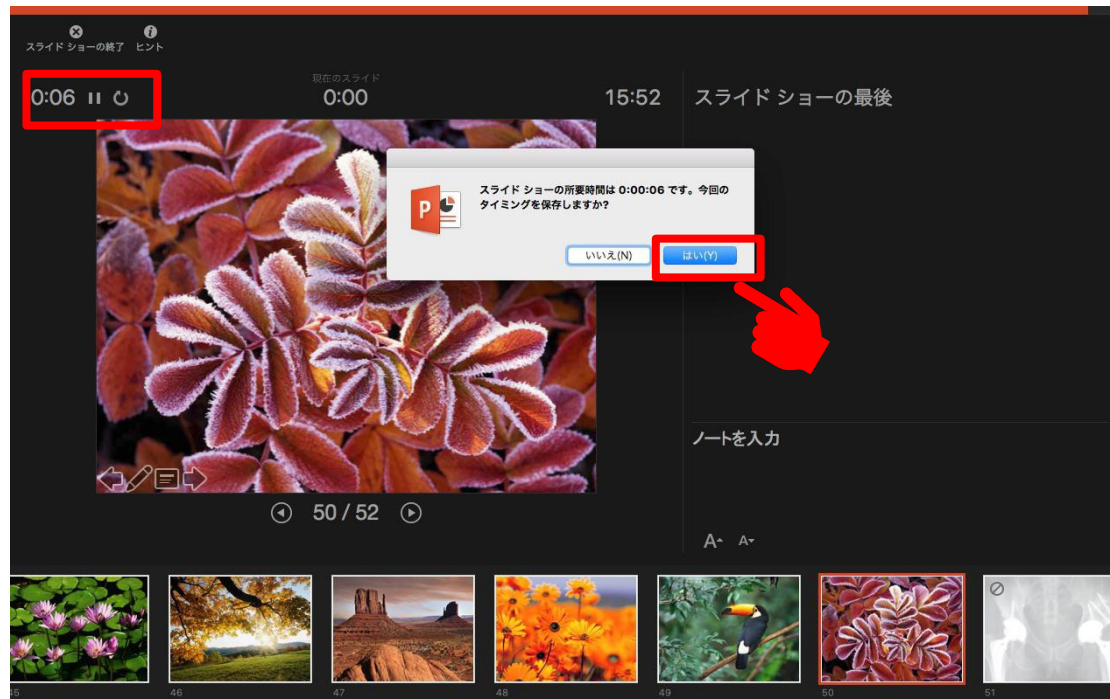 スライド ショーの終了 ヒント
0:06
現在のスライド
0:00
15:52
スライド ショーの最後
P
スライド ショーの所要時間は 0:00:06 です。今回の
タイミングを保存しますか?
いいえ(N) はい(Y)
ノートを入力
50 / 52
A A
45 46 47 48 49 50 51